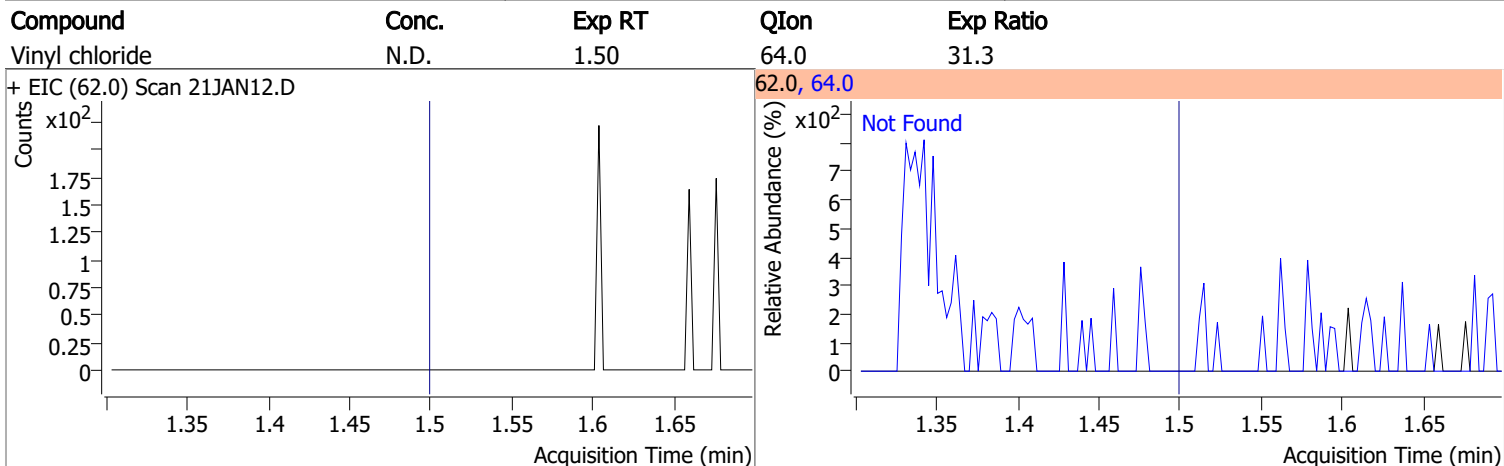 Compound Conc. Exp RT QIon Exp Ratio
Vinyl chloride N.D. 1.50 64.0 31.3
+ EIC (62.0) Scan 21JAN12.D
Counts
x10²
1.75
1.5
1.25
1
0.75
0.5
0.25
0
1.35 1.4 1.45 1.5 1.55 1.6 1.65
Acquisition Time (min)
62.0, 64.0
Relative Abundance (%)
x10²
Not Found
7
6
5
4
3
2
1
0
1.35 1.4 1.45 1.5 1.55 1.6 1.65
Acquisition Time (min)